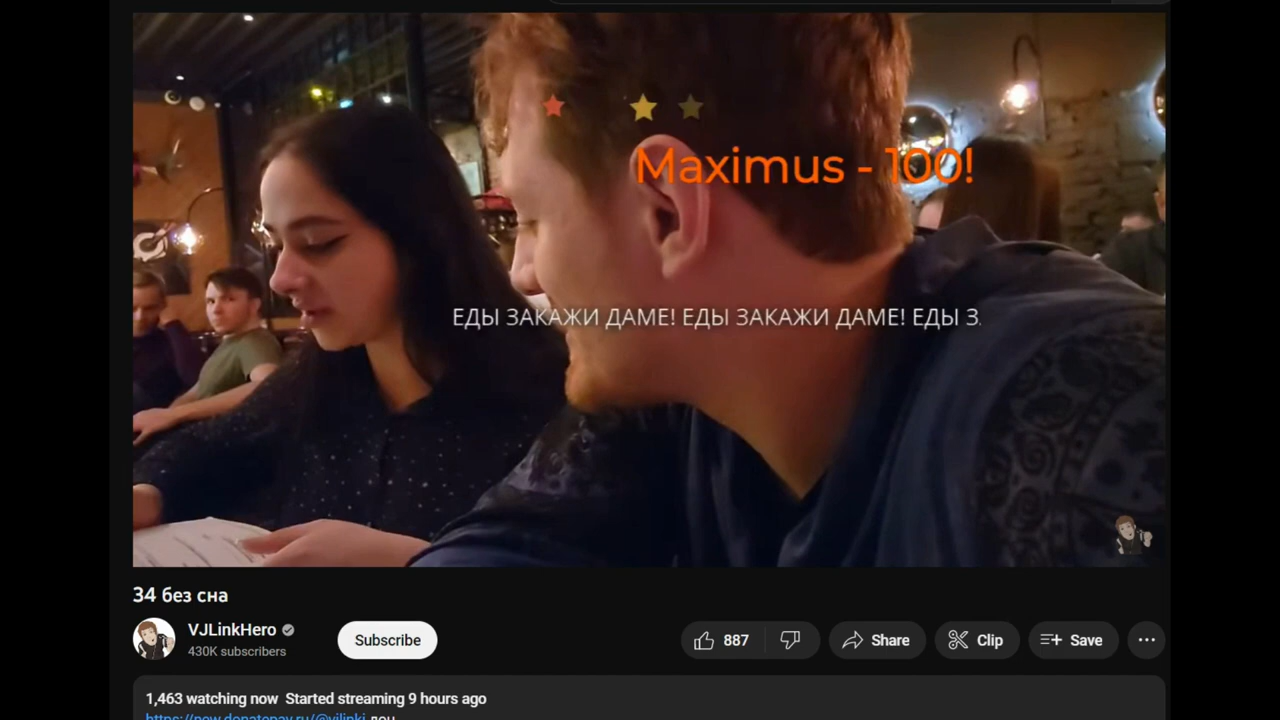 Maximus - 100!
ЕДЫ ЗАКАЖИ ДАМЕ! ЕДЫ ЗАКАЖИ ДАМЕ! ЕДЫ З
34 без сна
VJLinkHero
430K subscribers
Subscribe
887
Share
Clip
Save
1,463 watching now Started streaming 9 hours ago